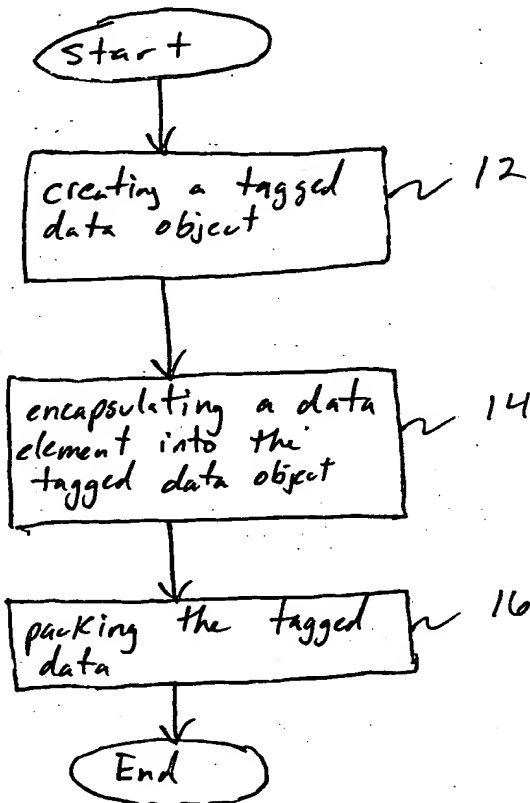 Start
creating a tagged
data object
12
encapsulating a data
element into the
tagged data object
14
packing the tagged
data
16
End